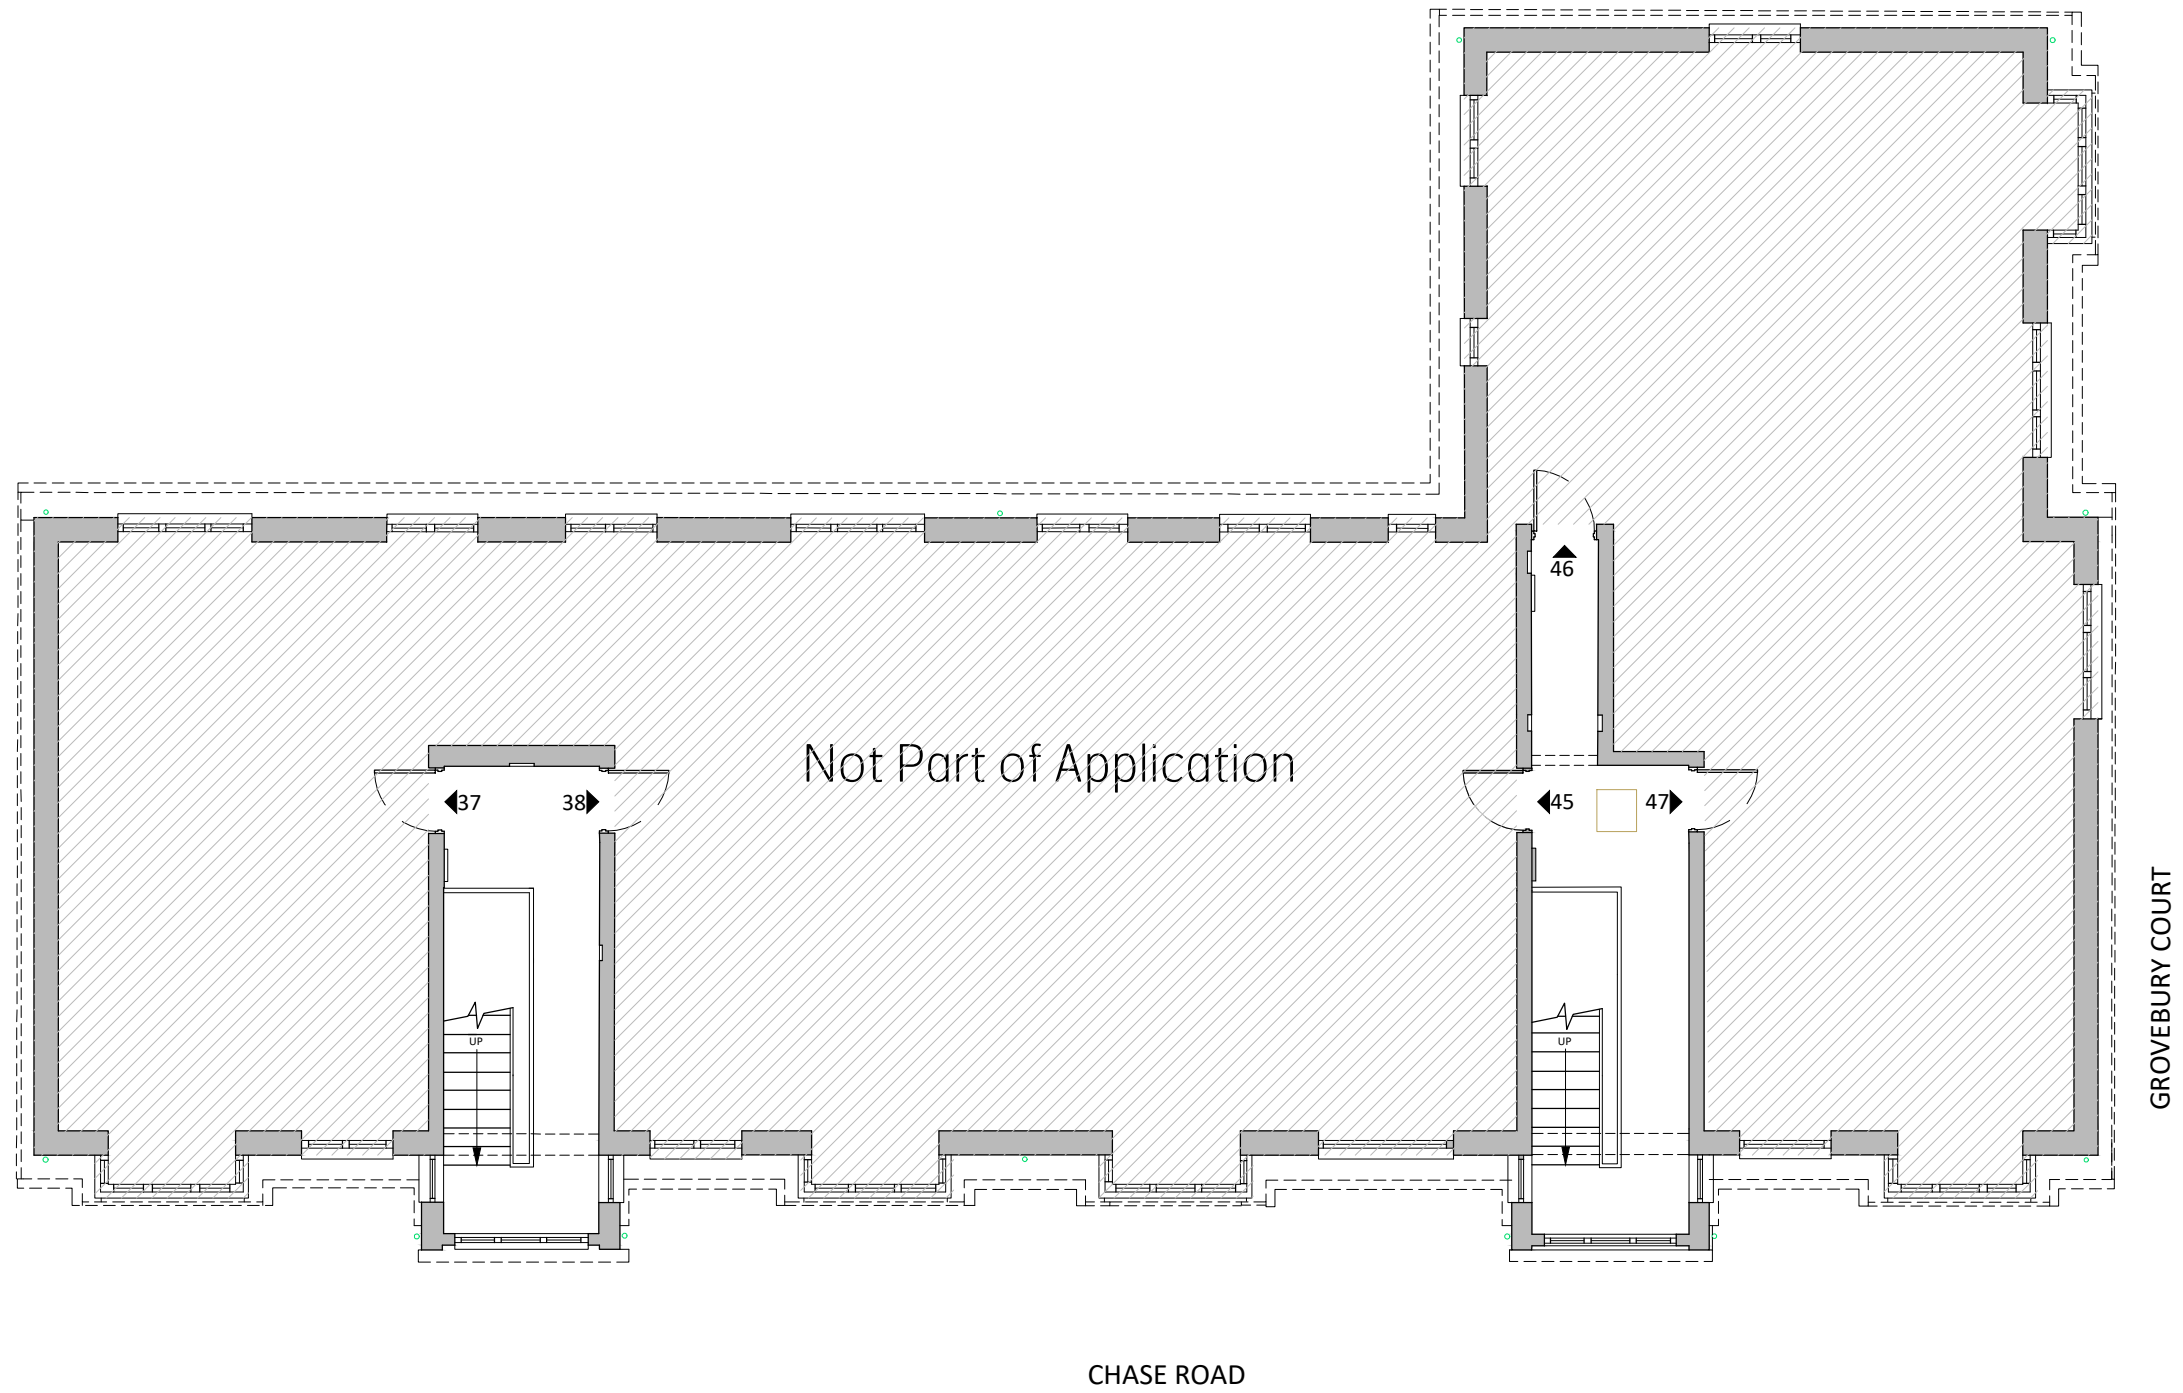 46
Not Part of Application
37
38
45
47
UP
UP
GROVEBURY COURT
CHASE ROAD